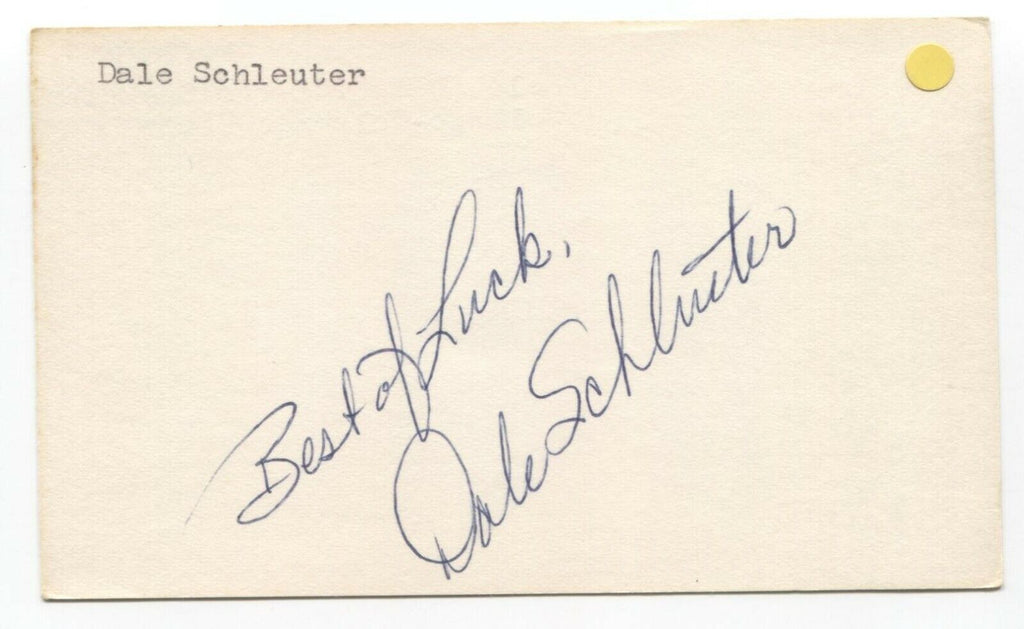 Dale Schleuter
Best of Luck,
Dale Schlueter